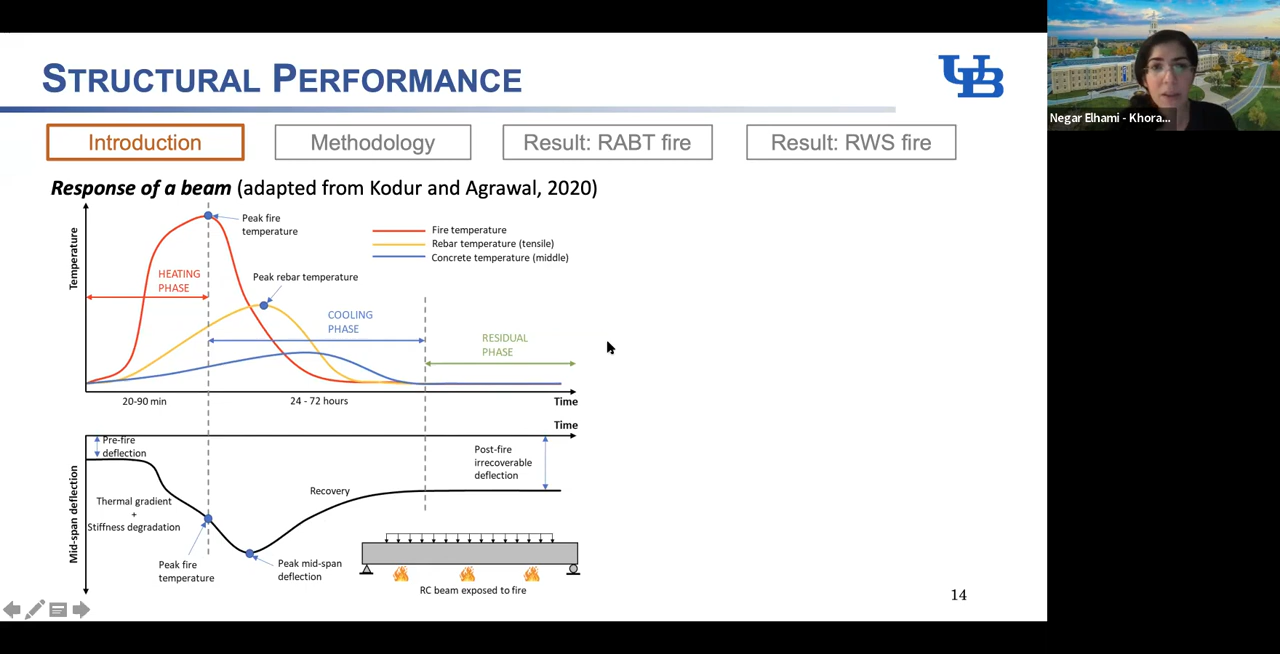 STRUCTURAL PERFORMANCE
UB
Negar Elhami - Khora...
Introduction
Methodology
Result: RABT fire
Result: RWS fire
Response of a beam (adapted from Kodur and Agrawal, 2020)
Temperature
Peak fire
temperature
Fire temperature
Rebar temperature (tensile)
Concrete temperature (middle)
HEATING
PHASE
Peak rebar temperature
COOLING
PHASE
RESIDUAL
PHASE
20-90 min
24 - 72 hours
Time
Time
Mid-span deflection
Pre-fire
deflection
Post-fire
irrecoverable
deflection
Thermal gradient
+
Stiffness degradation
Recovery
Peak fire
temperature
Peak mid-span
deflection
RC beam exposed to fire
14